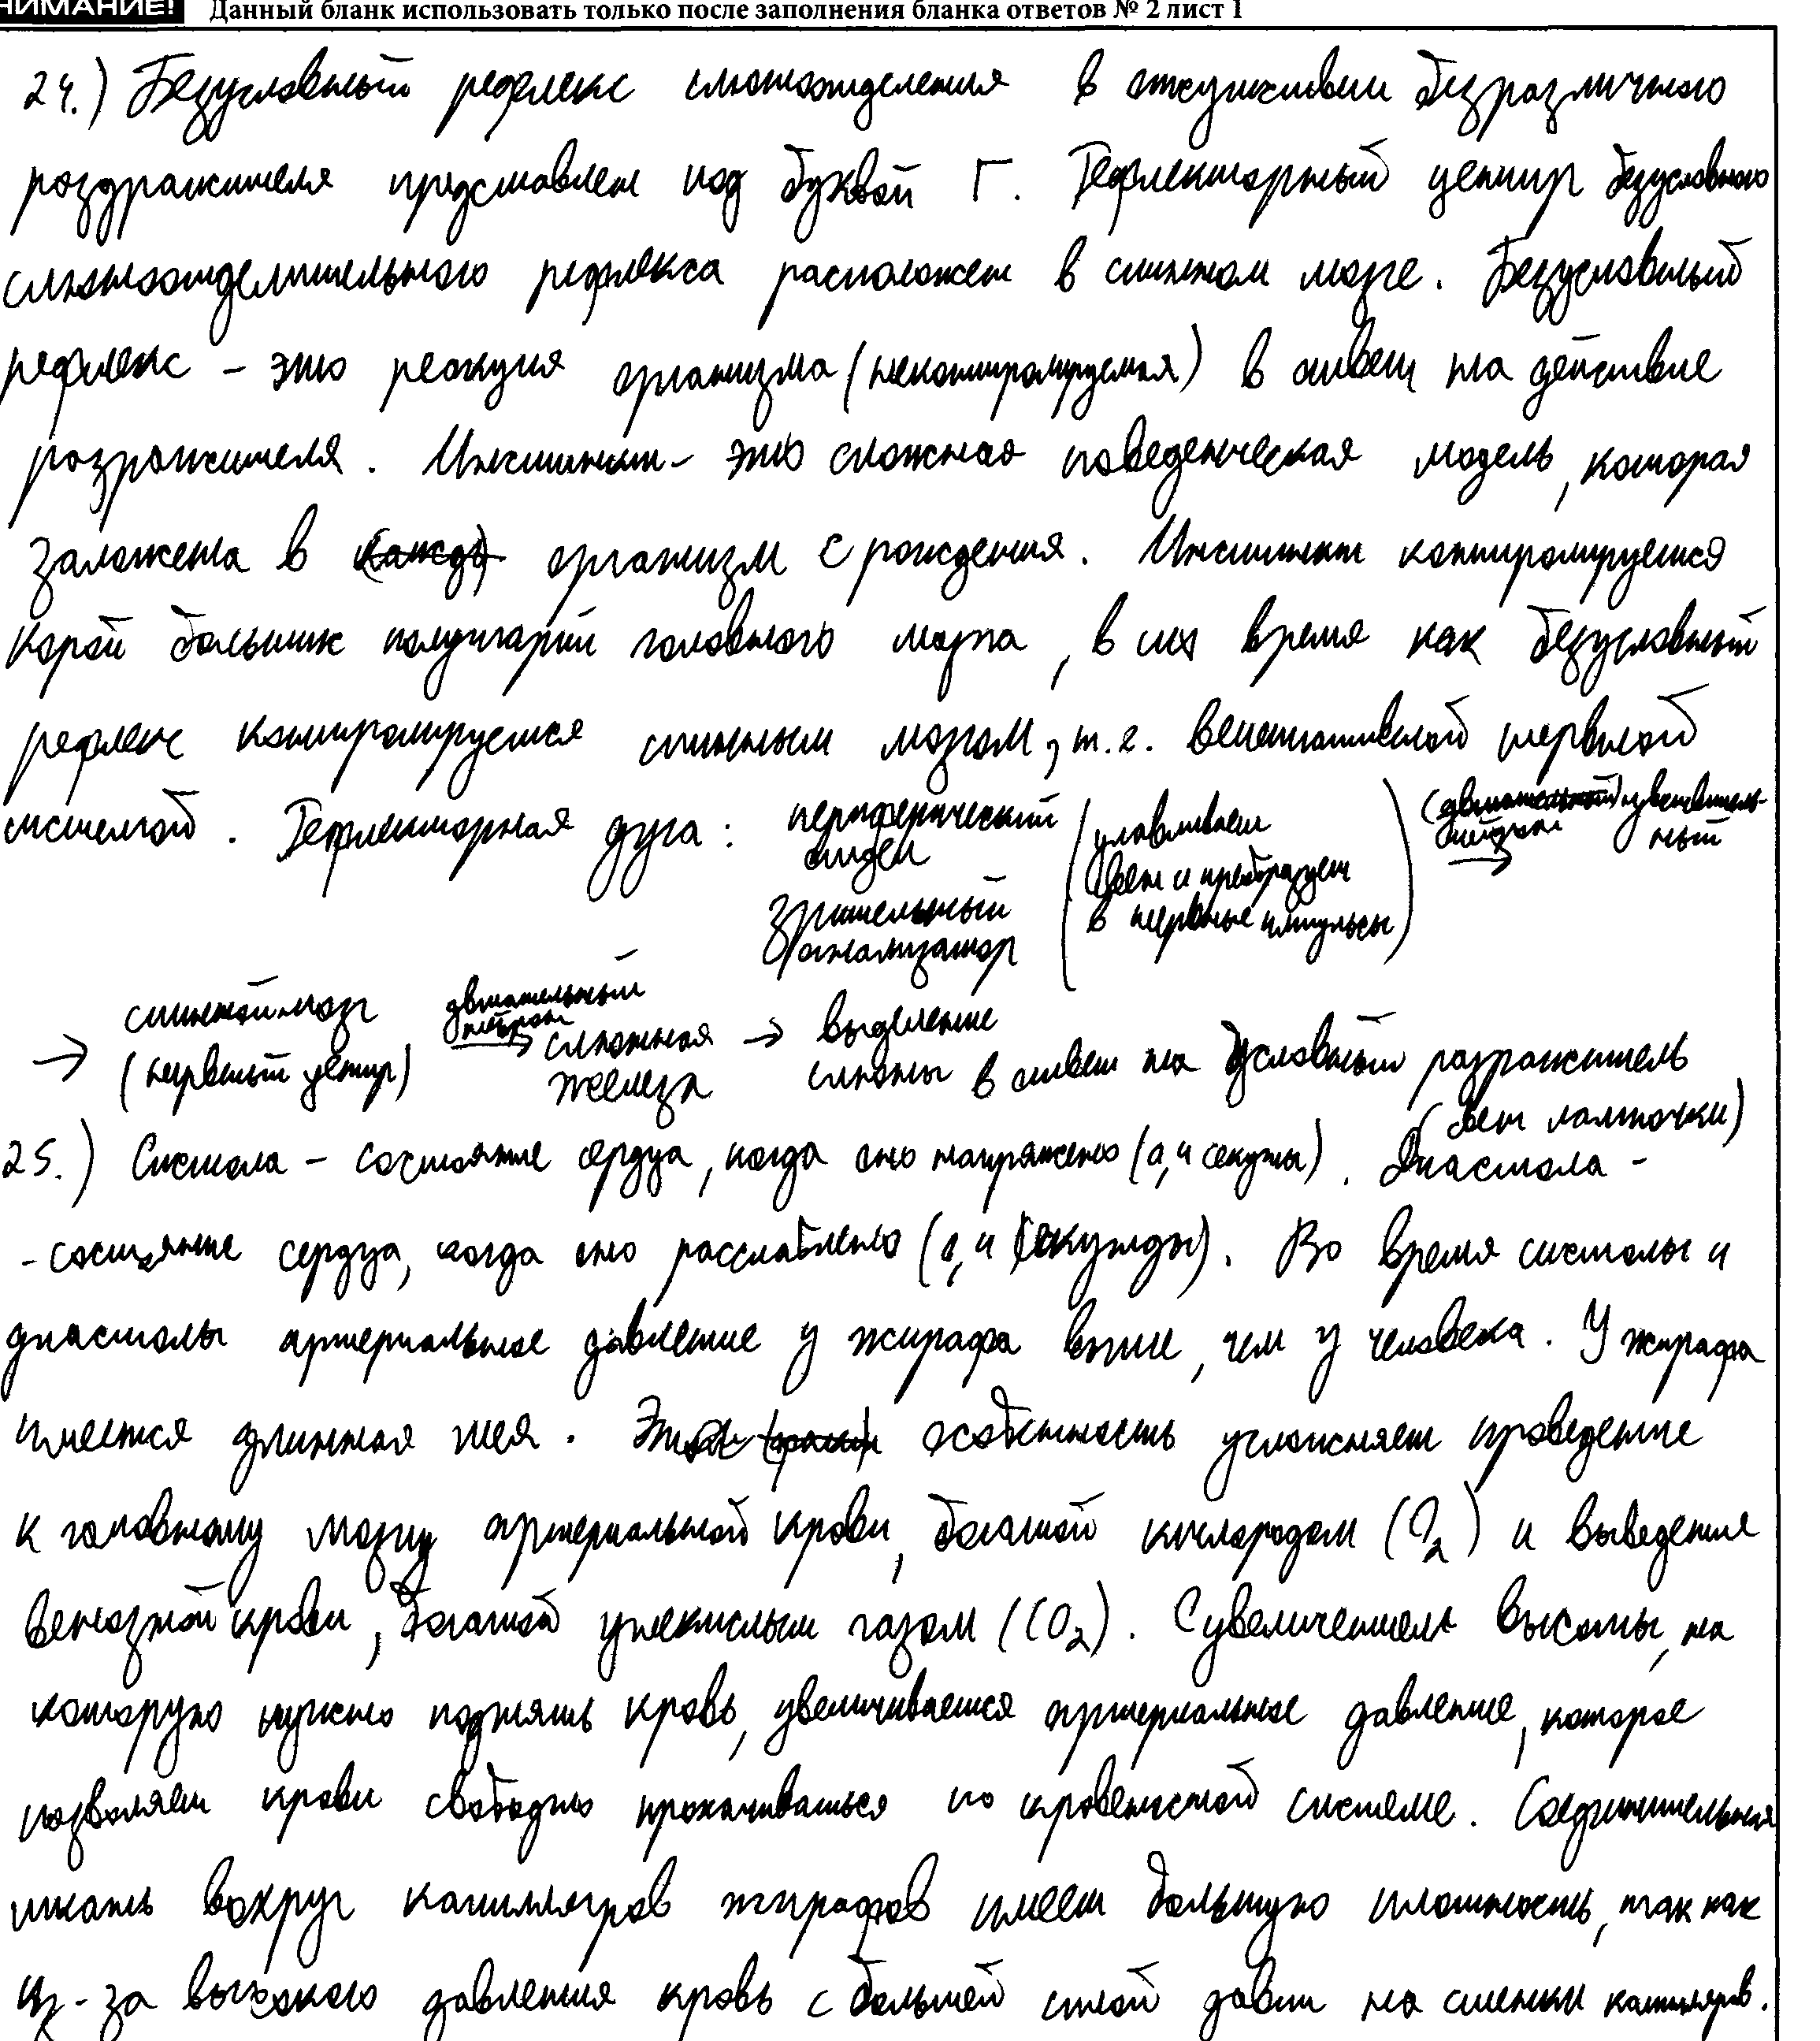 НИМАНИЕ! Данный бланк использовать только после заполнения бланка ответов № 2 лист 1
24.) Безусловный рефлекс слюноотделения в отсутствии безразличного
раздражителя представлен под буквой Г. Рефлекторный центр безусловного
слюноотделительного рефлекса расположен в спинном мозге. Безусловный
рефлекс - это реакция организма (неконтролируемая) в ответ на действие
разражителя. Инстинкт - это сложная поведенческая модель, которая
заложена в организм с рождения. Инстинкт контролируется
корой больших полушарий головного мозга, в то время как безусловный
рефлекс контролируется спинным мозгом, т.е. вегетативной нервной
системой. Рефлекторная дуга: периферический отдел зрительный анализатор (улавливает свет и преобразует в нервные импульсы) чувствительный нейрон →
→ спинной мозг (нервный центр) двигательный нейрон → слюнная железа → выделение слюны в ответ на условный разражитель
(свет лампочки)
25.) Систола - состояние сердца, когда оно напряжено (0,4 секунды). Диастола -
- состояние сердца, когда оно расслаблено (0,4 секунды). Во время систолы и
диастолы артериальное давление у жирафа выше, чем у человека. У жирафа
имеется длинная шея. Эта особенность усложняет проведение
к головному мозгу артериальной крови, богатой кислородом (O₂) и выведения
венозной крови, богатой углекислым газом (CO₂). С увеличением высоты, на
которую нужно поднять кровь, увеличивается артериальное давление, которое
позволяет крови свободно прокачиваться по кровеносной системе. Соединительная
ткань вокруг капилляров жирафов имеет большую плотность, так как
из-за высокого давления кровь с большей силой давит на стенки капилляров.